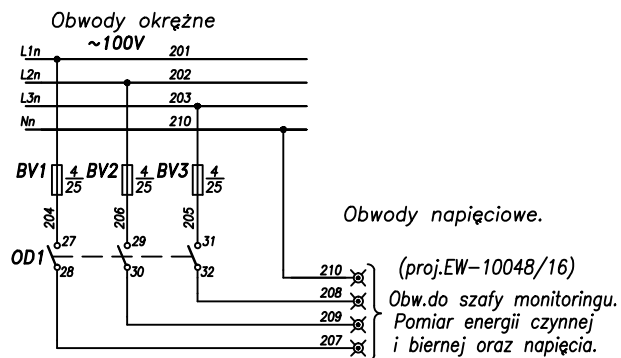 Obwody okrężne
~100V
L1n 201
L2n 202
L3n 203
Nn 210
BV1 4/25 BV2 4/25 BV3 4/25
204 206 205
27 29 31
OD1
28 30 32
Obwody napięciowe.
210 (proj.EW-10048/16)
208 Obw.do szafy monitoringu.
209 Pomiar energii czynnej
207 i biernej oraz napięcia.